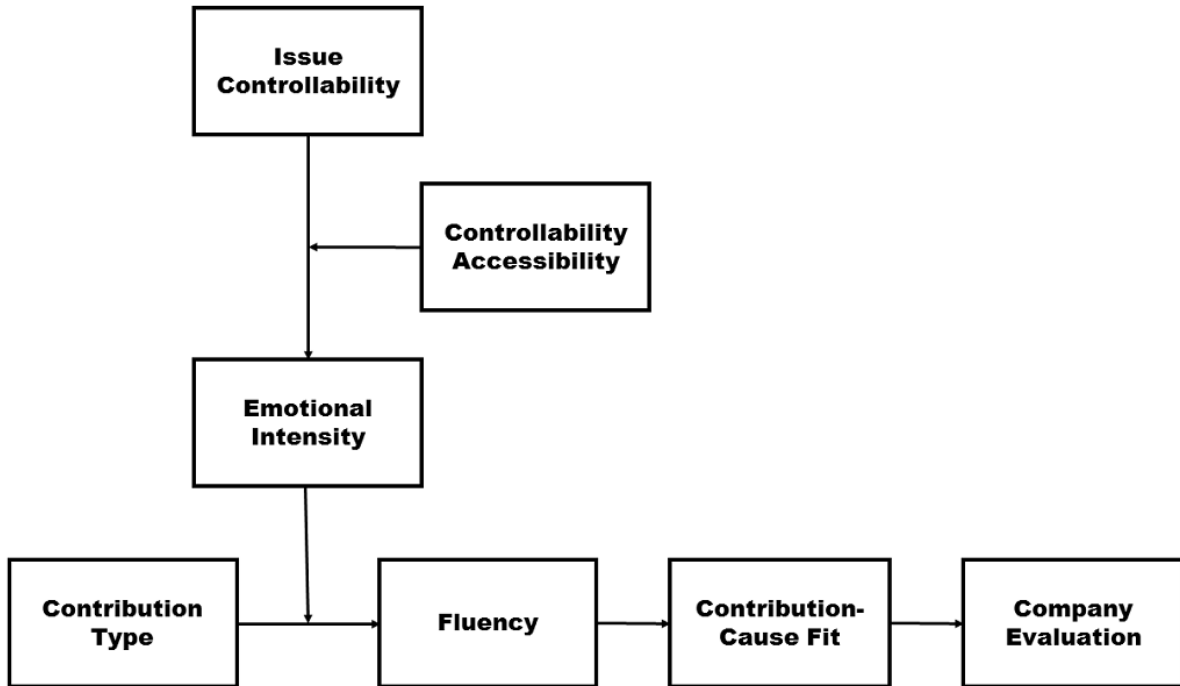 Issue
Controllability
Controllability
Accessibility
Emotional
Intensity
Contribution
Type
Fluency
Contribution-
Cause Fit
Company
Evaluation